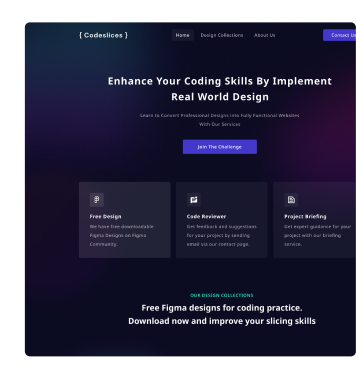 { Codeslices }
Home
Design Collections
About Us
Contact Us
Enhance Your Coding Skills By Implement
Real World Design
Learn to Convert Professional Designs into Fully Functional Websites
With Our Services
Join The Challenge
Free Design
We have free downloadable
Figma Designs on Figma
Community.
Code Reviewer
Get feedback and suggestions
for your project by sending
email via our contact page.
Project Briefing
Get expert guidance for your
project with our briefing
service.
OUR DESIGN COLLECTIONS
Free Figma designs for coding practice.
Download now and improve your slicing skills